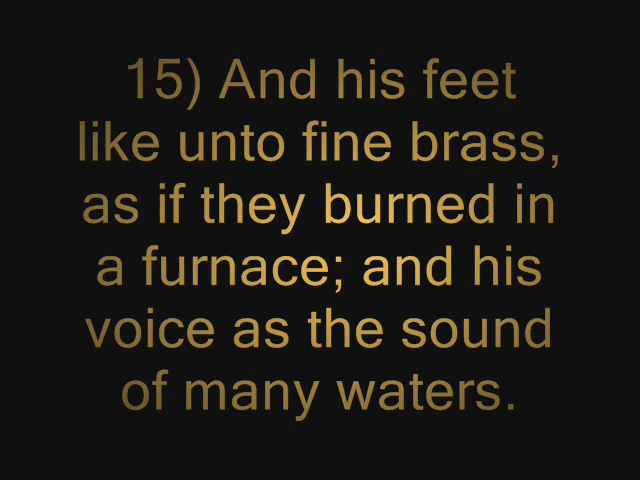 15) And his feet
like unto fine brass,
as if they burned in
a furnace; and his
voice as the sound
of many waters.